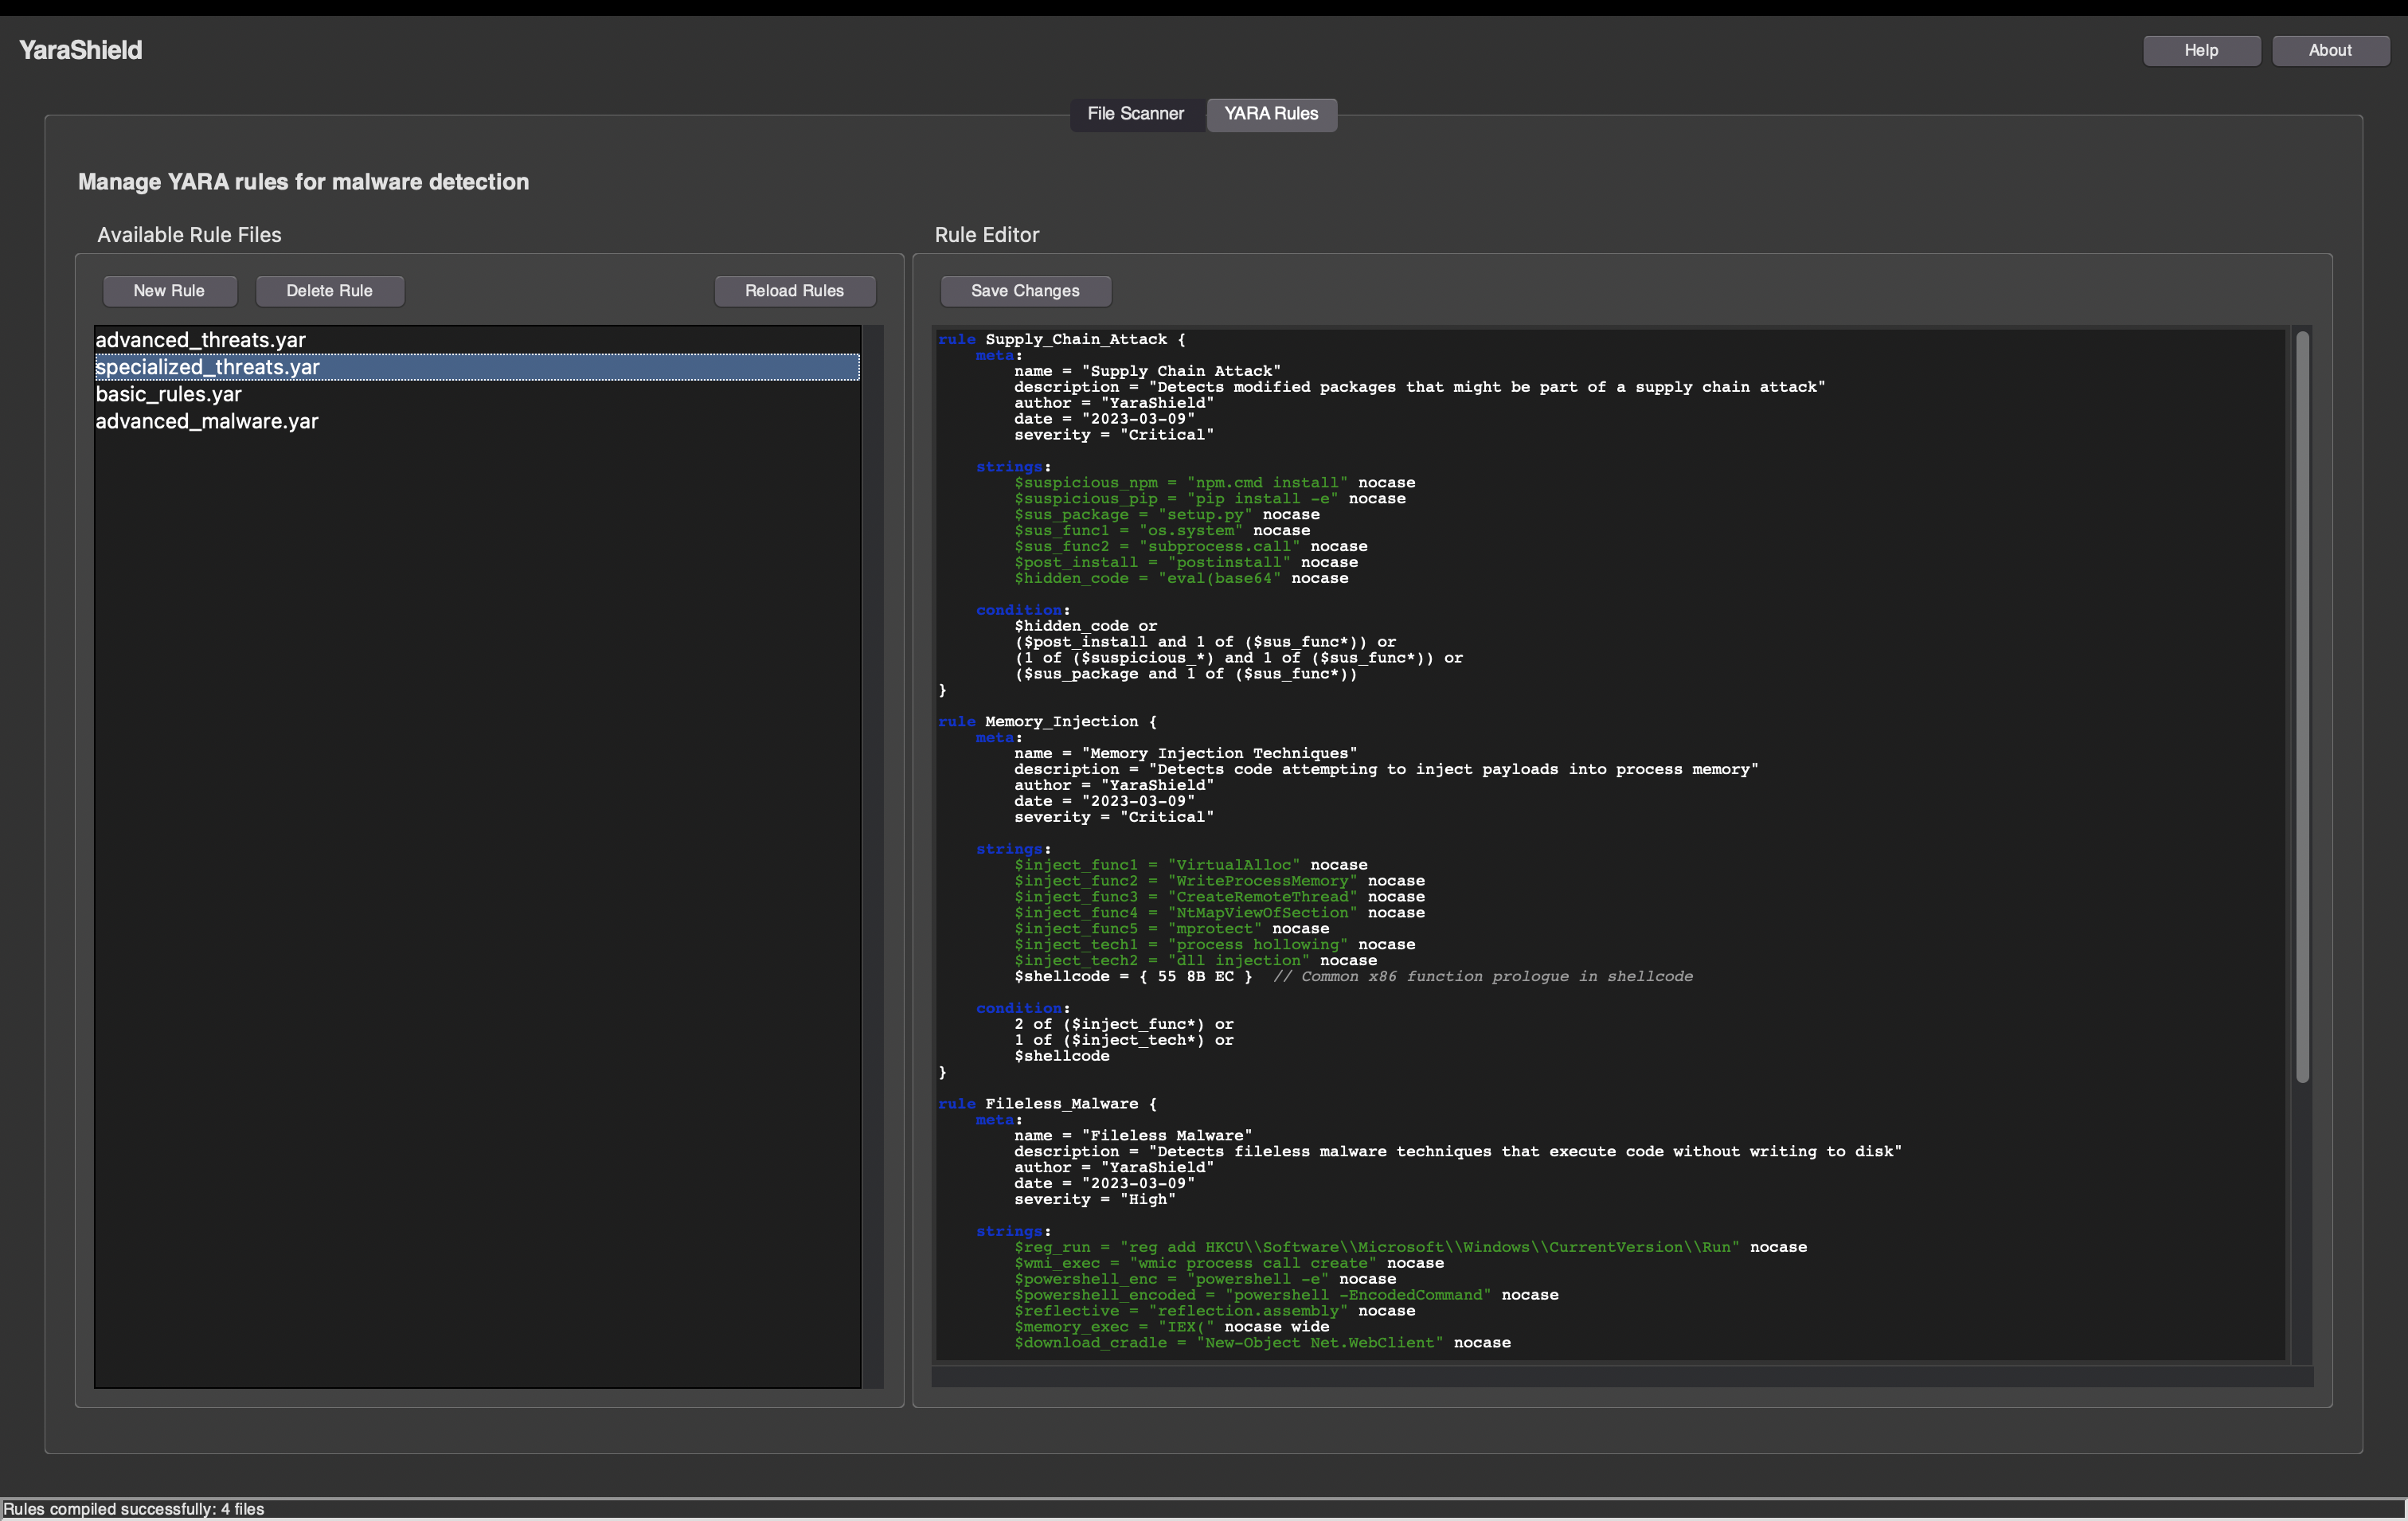 YaraShield
Help
About
File Scanner
YARA Rules
Manage YARA rules for malware detection
Available Rule Files
New Rule
Delete Rule
Reload Rules
advanced_threats.yar
specialized_threats.yar
basic_rules.yar
advanced_malware.yar
Rule Editor
Save Changes
rule Supply_Chain_Attack {
    meta:
        name = "Supply Chain Attack"
        description = "Detects modified packages that might be part of a supply chain attack"
        author = "YaraShield"
        date = "2023-03-09"
        severity = "Critical"
    strings:
        $suspicious_npm = "npm.cmd install" nocase
        $suspicious_pip = "pip install -e" nocase
        $sus_package = "setup.py" nocase
        $sus_func1 = "os.system" nocase
        $sus_func2 = "subprocess.call" nocase
        $post_install = "postinstall" nocase
        $hidden_code = "eval(base64" nocase
    condition:
        $hidden_code or
        ($post_install and 1 of ($sus_func*)) or
        (1 of ($suspicious_*) and 1 of ($sus_func*)) or
        ($sus_package and 1 of ($sus_func*))
}
rule Memory_Injection {
    meta:
        name = "Memory Injection Techniques"
        description = "Detects code attempting to inject payloads into process memory"
        author = "YaraShield"
        date = "2023-03-09"
        severity = "Critical"
    strings:
        $inject_func1 = "VirtualAlloc" nocase
        $inject_func2 = "WriteProcessMemory" nocase
        $inject_func3 = "CreateRemoteThread" nocase
        $inject_func4 = "NtMapViewOfSection" nocase
        $inject_func5 = "mprotect" nocase
        $inject_tech1 = "process hollowing" nocase
        $inject_tech2 = "dll injection" nocase
        $shellcode = { 55 8B EC }  // Common x86 function prologue in shellcode
    condition:
        2 of ($inject_func*) or
        1 of ($inject_tech*) or
        $shellcode
}
rule Fileless_Malware {
    meta:
        name = "Fileless Malware"
        description = "Detects fileless malware techniques that execute code without writing to disk"
        author = "YaraShield"
        date = "2023-03-09"
        severity = "High"
    strings:
        $reg_run = "reg add HKCU\\Software\\Microsoft\\Windows\\CurrentVersion\\Run" nocase
        $wmi_exec = "wmic process call create" nocase
        $powershell_enc = "powershell -e" nocase
        $powershell_encoded = "powershell -EncodedCommand" nocase
        $reflective = "reflection.assembly" nocase
        $memory_exec = "IEX(" nocase wide
        $download_cradle = "New-Object Net.WebClient" nocase
Rules compiled successfully: 4 files